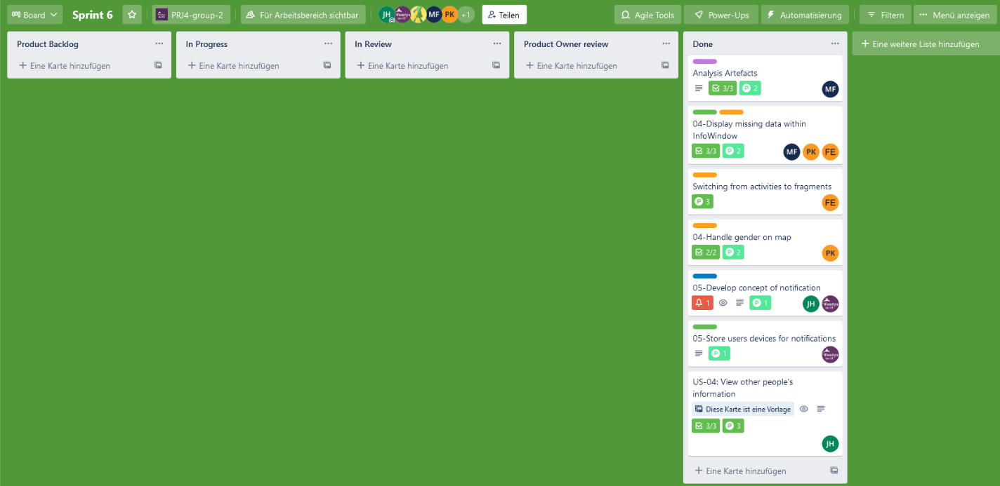 Board
Sprint 6
PRJ4-group-2
Für Arbeitsbereich sichtbar
JH
MF
PK
+1
Teilen
Agile Tools
Power-Ups
Automatisierung
Filtern
Menü anzeigen
Product Backlog
Eine Karte hinzufügen
In Progress
Eine Karte hinzufügen
In Review
Eine Karte hinzufügen
Product Owner review
Eine Karte hinzufügen
Done
Analysis Artefacts
3/3
P 2
MF
04-Display missing data within
InfoWindow
3/3
P 2
MF
PK
FE
Switching from activities to fragments
P 3
FE
04-Handle gender on map
2/2
P 2
PK
05-Develop concept of notification
1
P 1
JH
Fontys
05-Store users devices for notifications
P 1
Fontys
US-04: View other people's
information
Diese Karte ist eine Vorlage
3/3
P 3
JH
Eine Karte hinzufügen
Eine weitere Liste hinzufügen